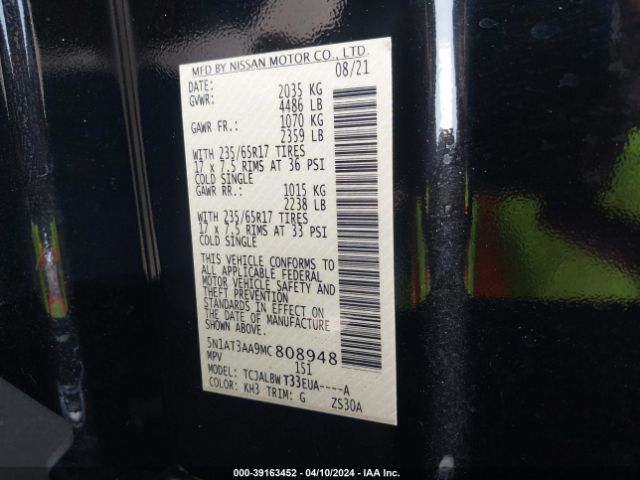 MFD BY NISSAN MOTOR CO., LTD.
DATE: 08/21
GVWR: 2035 KG
4486 LB
GAWR FR.: 1070 KG
2359 LB
WITH 235/65R17 TIRES
17 x 7.5 RIMS AT 36 PSI
COLD SINGLE
GAWR RR.: 1015 KG
2238 LB
WITH 235/65R17 TIRES
17 x 7.5 RIMS AT 33 PSI
COLD SINGLE
THIS VEHICLE CONFORMS TO
ALL APPLICABLE FEDERAL
MOTOR VEHICLE SAFETY AND
THEFT PREVENTION
STANDARDS IN EFFECT ON
THE DATE OF MANUFACTURE
SHOWN ABOVE.
5N1AT3AA9MC808948
MPV 151
MODEL: TCJALBWT33EUA----A
COLOR: KH3 TRIM: G ZS30A
000-39163452 - 04/10/2024 - IAA Inc.